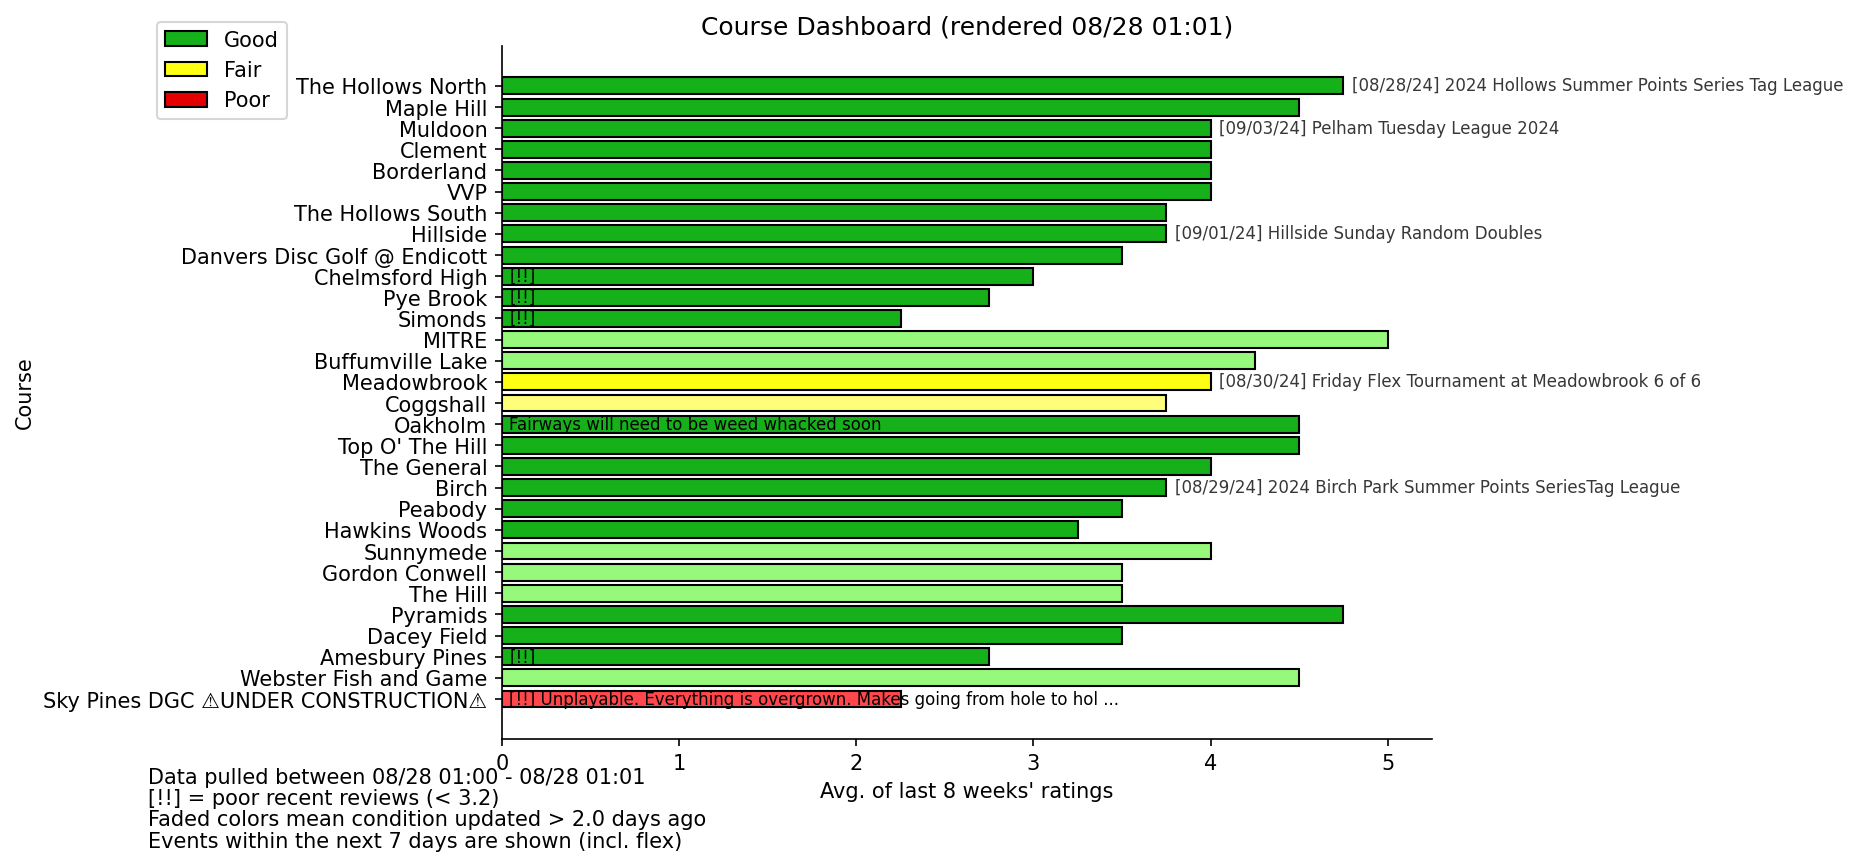 Course Dashboard (rendered 08/28 01:01)
Good
Fair
Poor
The Hollows North [08/28/24] 2024 Hollows Summer Points Series Tag League
Maple Hill
Muldoon [09/03/24] Pelham Tuesday League 2024
Clement
Borderland
VVP
The Hollows South
Hillside [09/01/24] Hillside Sunday Random Doubles
Danvers Disc Golf @ Endicott
Chelmsford High [!!]
Pye Brook [!!]
Simonds [!!]
MITRE
Buffumville Lake
Meadowbrook [08/30/24] Friday Flex Tournament at Meadowbrook 6 of 6
Coggshall
Oakholm Fairways will need to be weed whacked soon
Top O' The Hill
The General
Birch [08/29/24] 2024 Birch Park Summer Points SeriesTag League
Peabody
Hawkins Woods
Sunnymede
Gordon Conwell
The Hill
Pyramids
Dacey Field
Amesbury Pines [!!]
Webster Fish and Game
Sky Pines DGC ⚠UNDER CONSTRUCTION⚠ [!!] Unplayable. Everything is overgrown. Makes going from hole to hol ...
Course
0 1 2 3 4 5
Avg. of last 8 weeks' ratings
Data pulled between 08/28 01:00 - 08/28 01:01
[!!] = poor recent reviews (< 3.2)
Faded colors mean condition updated > 2.0 days ago
Events within the next 7 days are shown (incl. flex)